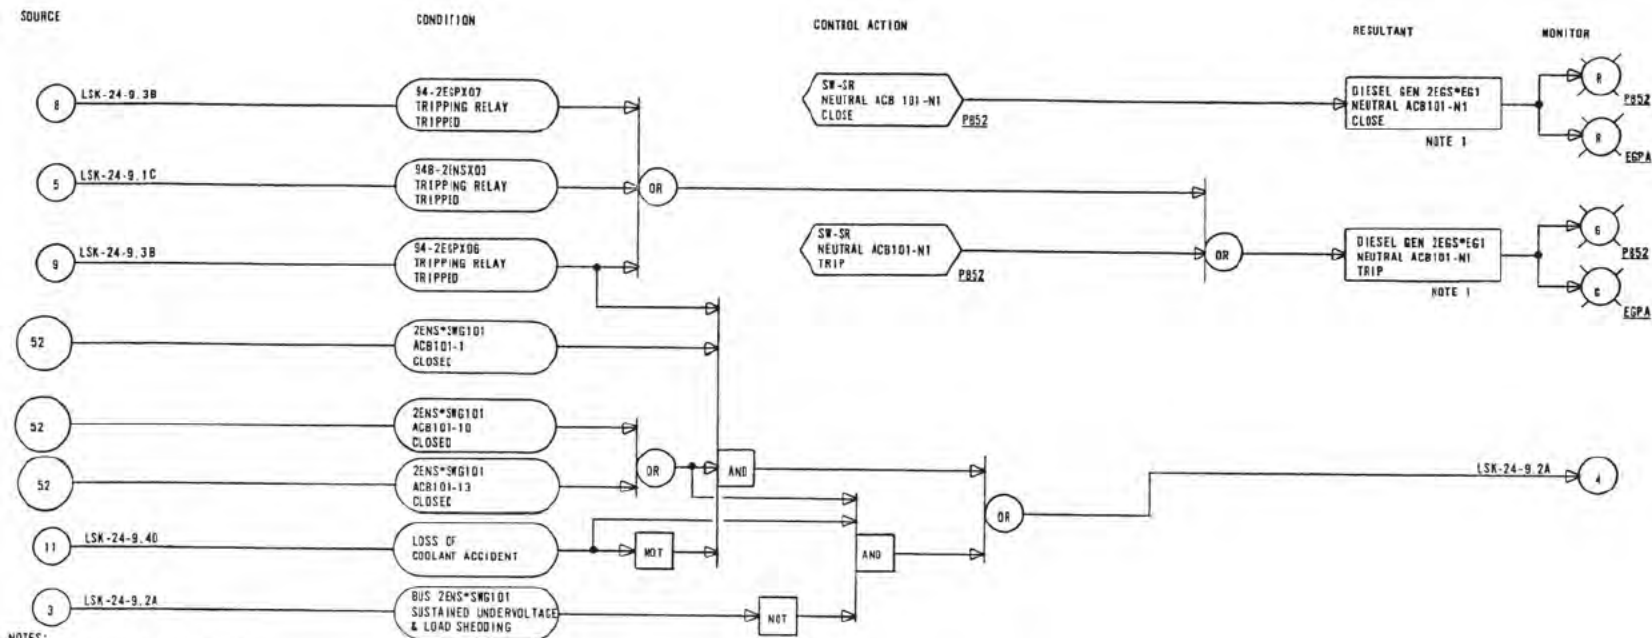 SOURCE
CONDITION
CONTROL ACTION
RESULTANT
MONITOR
8
LSK-24-9.3B
94-2EGPX07
TRIPPING RELAY
TRIPPED
SW-SR
NEUTRAL ACB 101-N1
CLOSE
P852
DIESEL GEN 2EGS*EG1
NEUTRAL ACB101-N1
CLOSE
NOTE 1
R
P852
R
EGPA
5
LSK-24-9.1C
94B-2ENSX03
TRIPPING RELAY
TRIPPED
OR
9
LSK-24-9.3B
94-2EGPX06
TRIPPING RELAY
TRIPPED
SW-SR
NEUTRAL ACB101-N1
TRIP
P852
OR
DIESEL GEN 2EGS*EG1
NEUTRAL ACB101-N1
TRIP
NOTE 1
G
P852
G
EGPA
52
2ENS*SWG101
ACB101-1
CLOSED
52
2ENS*SWG101
ACB101-10
CLOSED
52
2ENS*SWG101
ACB101-13
CLOSED
OR
AND
OR
LSK-24-9.2A
4
11
LSK-24-9.4D
LOSS OF
COOLANT ACCIDENT
NOT
AND
3
LSK-24-9.2A
BUS 2ENS*SWG101
SUSTAINED UNDERVOLTAGE
& LOAD SHEDDING
NOT
NOTES: